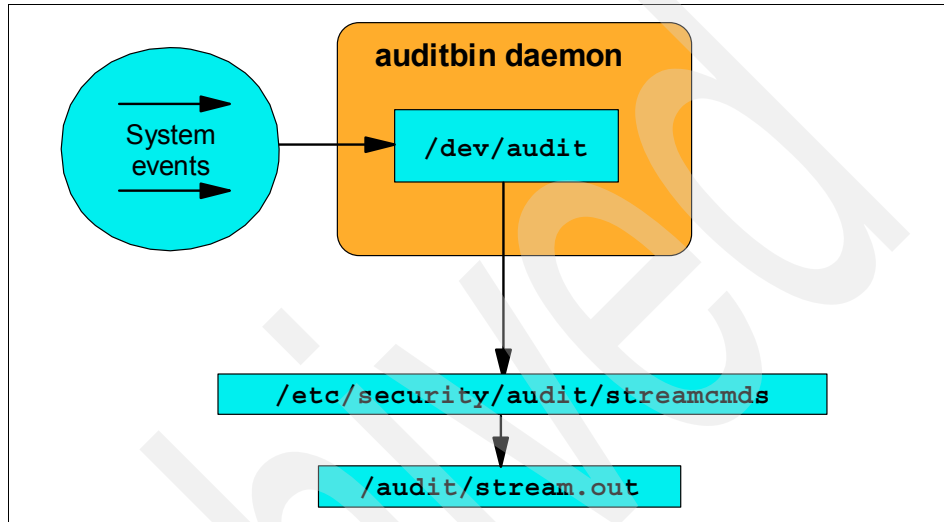 auditbin daemon
System
events
/dev/audit
/etc/security/audit/streamcmds
/audit/stream.out